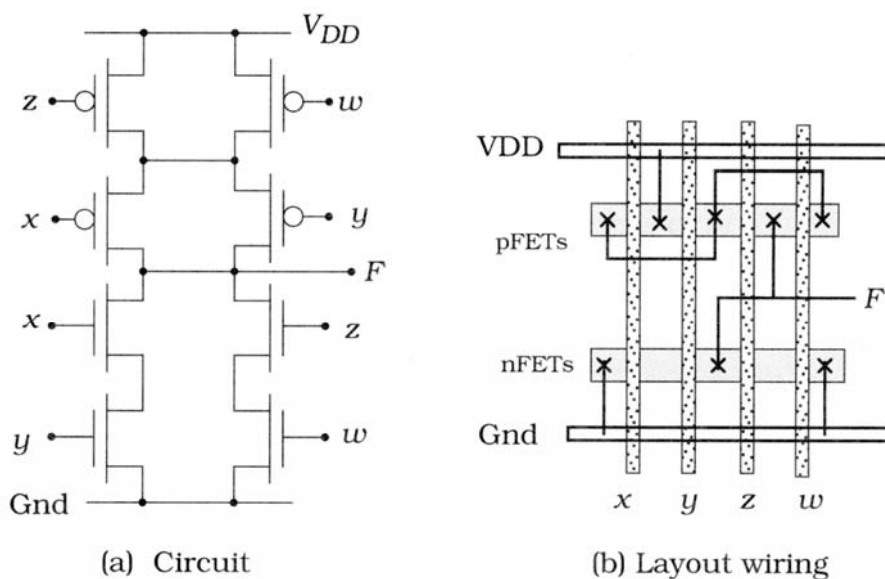 V_DD
z w
x y
F
x z
y w
Gnd
(a) Circuit
VDD
pFETs
F
nFETs
Gnd
x y z w
(b) Layout wiring